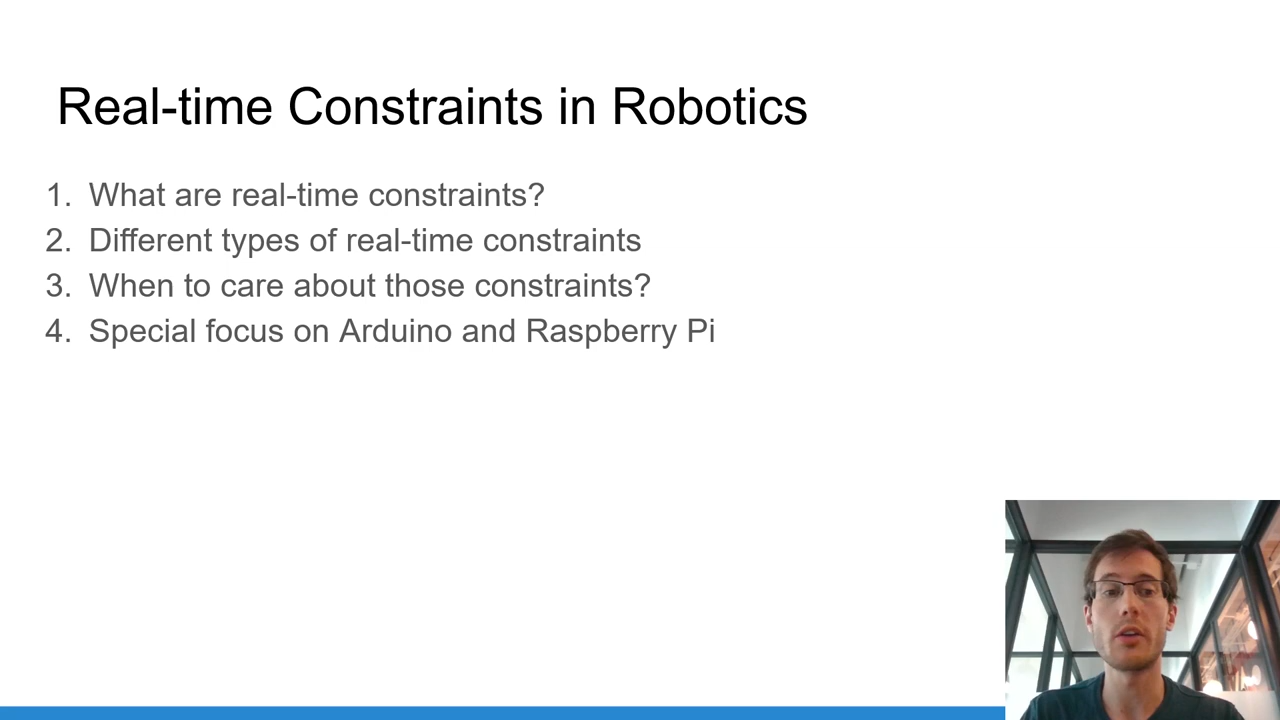 Real-time Constraints in Robotics
1. What are real-time constraints?
2. Different types of real-time constraints
3. When to care about those constraints?
4. Special focus on Arduino and Raspberry Pi